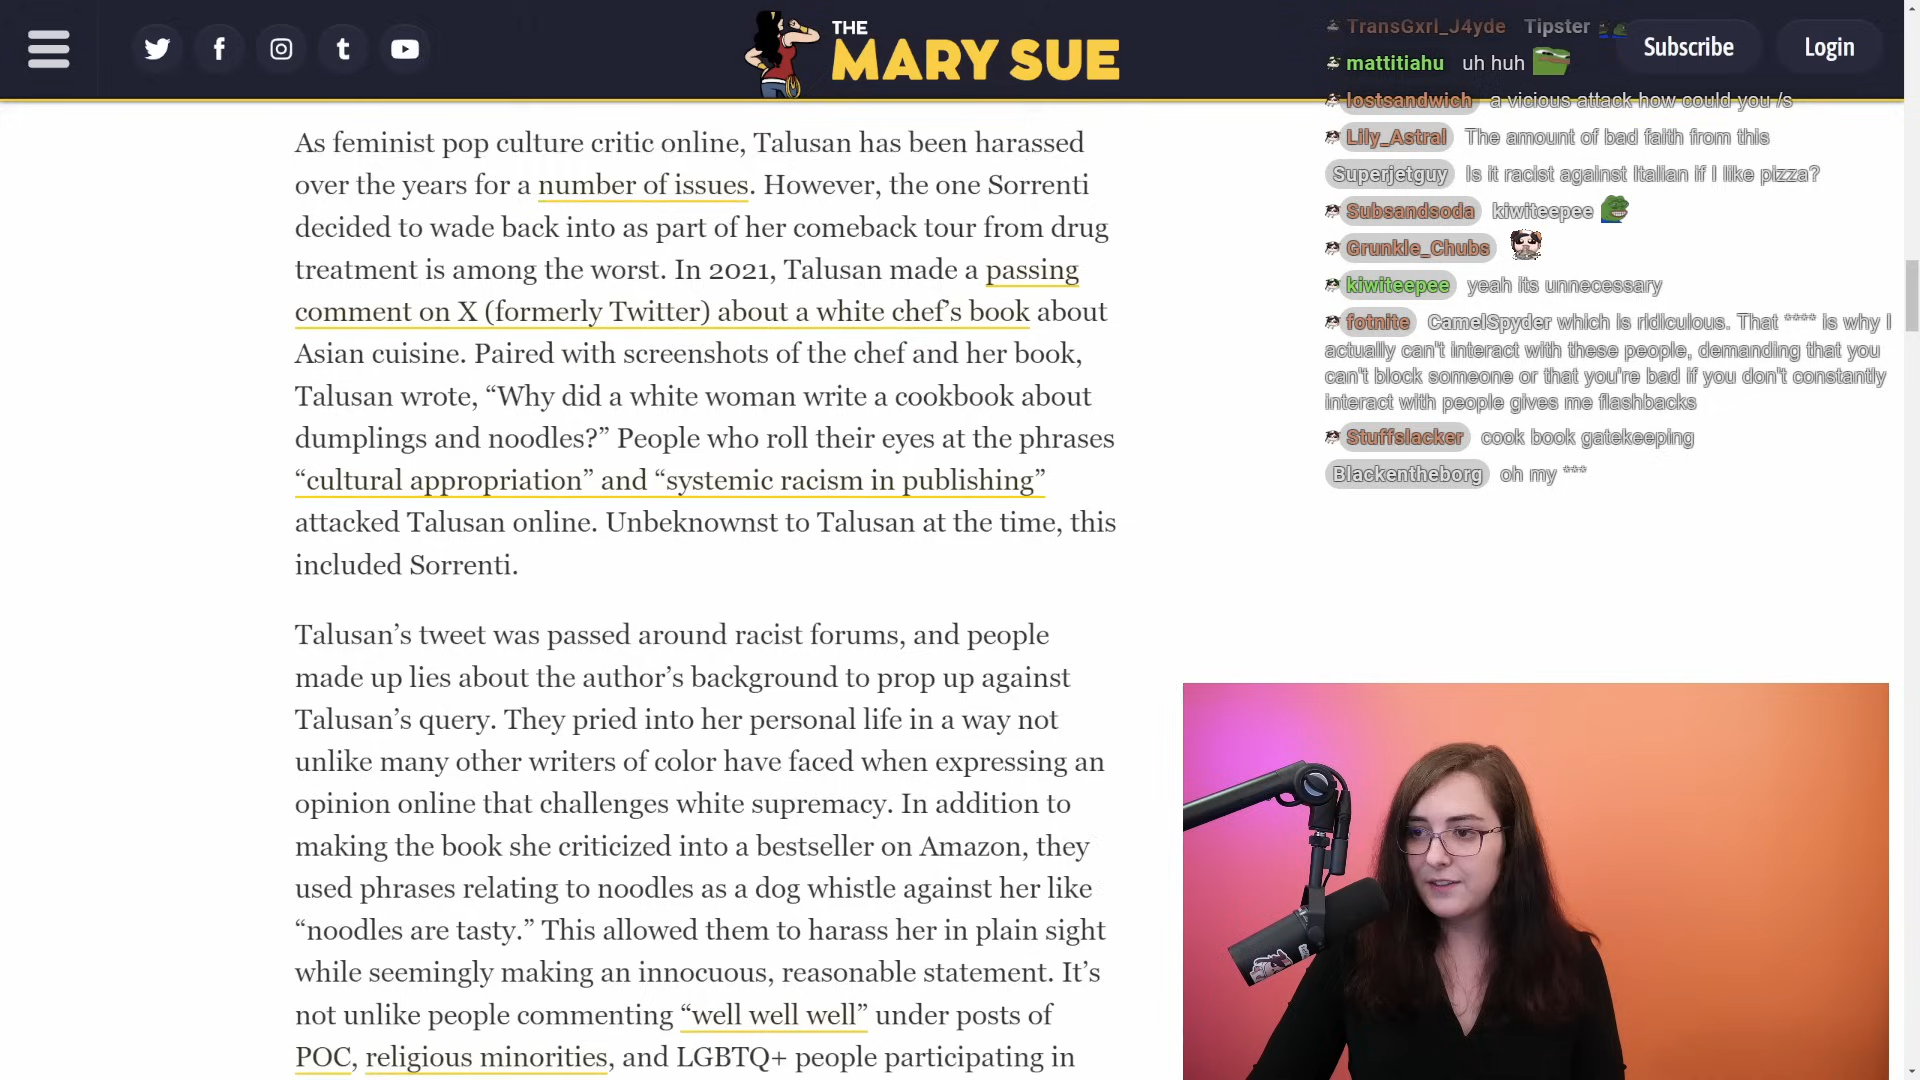 THE
MARY SUE
Subscribe
Login
As feminist pop culture critic online, Talusan has been harassed
over the years for a number of issues. However, the one Sorrenti
decided to wade back into as part of her comeback tour from drug
treatment is among the worst. In 2021, Talusan made a passing
comment on X (formerly Twitter) about a white chef’s book about
Asian cuisine. Paired with screenshots of the chef and her book,
Talusan wrote, “Why did a white woman write a cookbook about
dumplings and noodles?” People who roll their eyes at the phrases
“cultural appropriation” and “systemic racism in publishing”
attacked Talusan online. Unbeknownst to Talusan at the time, this
included Sorrenti.
Talusan’s tweet was passed around racist forums, and people
made up lies about the author’s background to prop up against
Talusan’s query. They pried into her personal life in a way not
unlike many other writers of color have faced when expressing an
opinion online that challenges white supremacy. In addition to
making the book she criticized into a bestseller on Amazon, they
used phrases relating to noodles as a dog whistle against her like
“noodles are tasty.” This allowed them to harass her in plain sight
while seemingly making an innocuous, reasonable statement. It’s
not unlike people commenting “well well well” under posts of
POC, religious minorities, and LGBTQ+ people participating in
TransGxrl_J4yde Tipster
mattitiahu uh huh
lostsandwich a vicious attack how could you /s
Lily_Astral The amount of bad faith from this
Superjetguy Is it racist against Italian if I like pizza?
Subsandsoda kiwiteepee
Grunkle_Chubs
kiwiteepee yeah its unnecessary
fotnite CamelSpyder which is ridiculous. That **** is why I
actually can't interact with these people, demanding that you
can't block someone or that you're bad if you don't constantly
interact with people gives me flashbacks
Stuffslacker cook book gatekeeping
Blackentheborg oh my ***